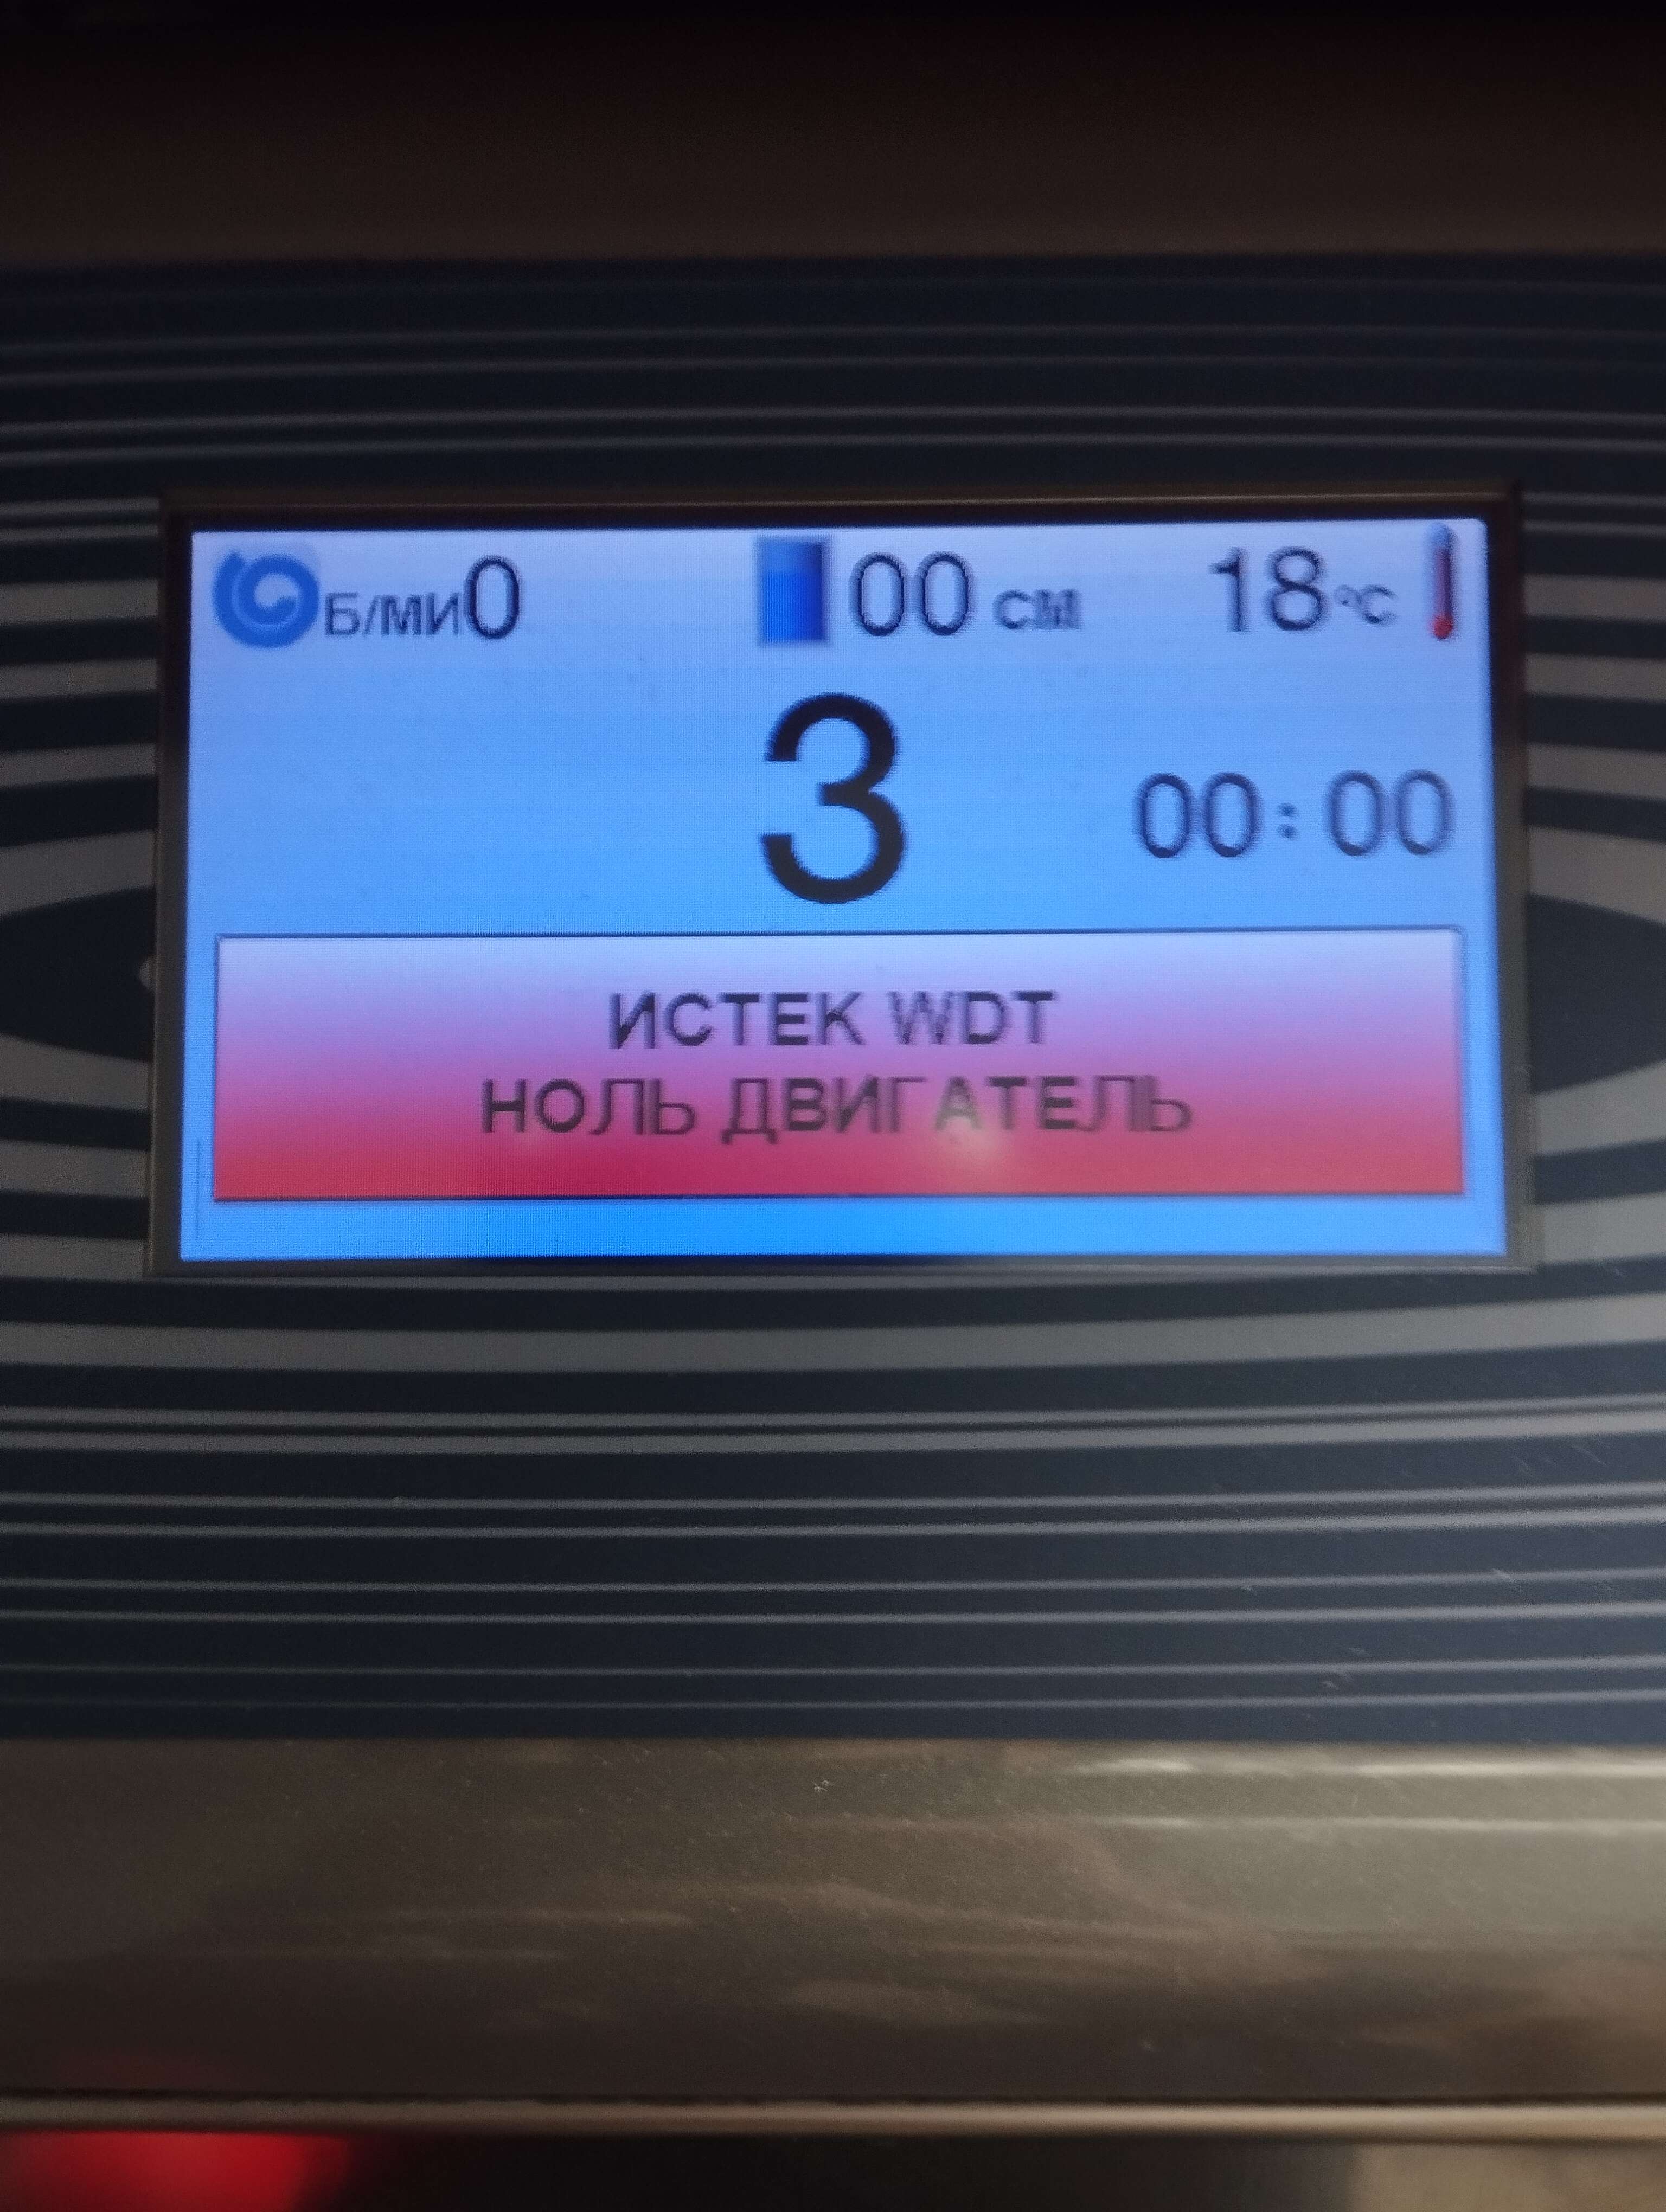 Б/МИ0 00 см 18 °C
3
00:00
ИСТЕК WDT
НОЛЬ ДВИГАТЕЛЬ